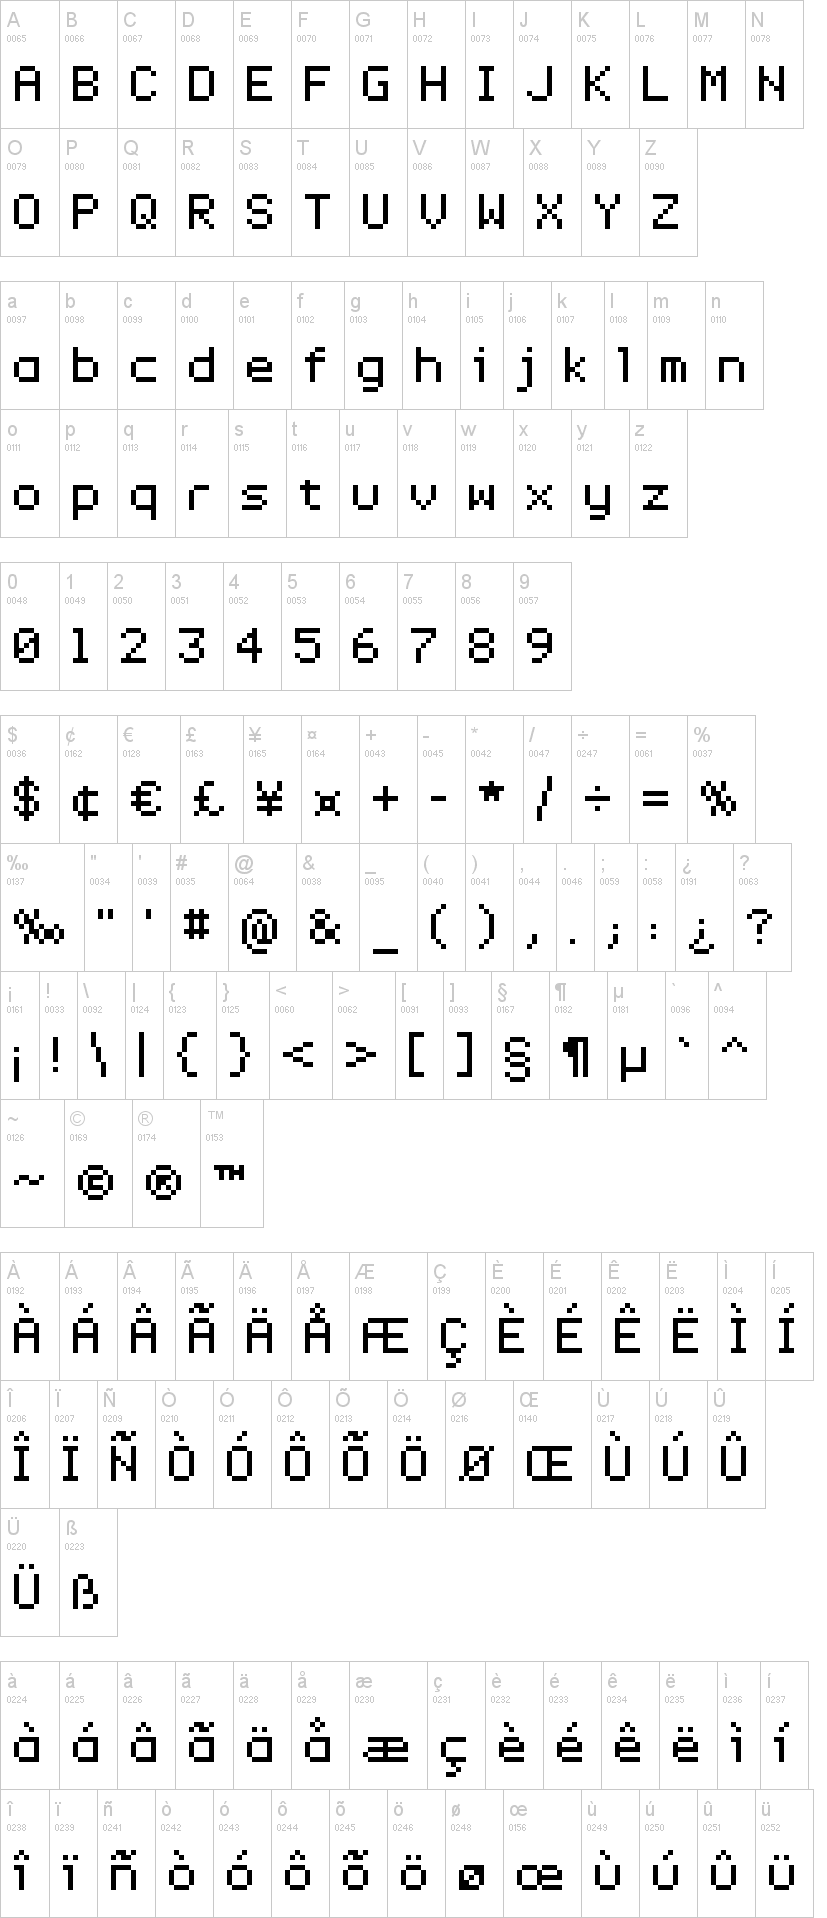 A B C D E F G H I J K L M N
0065 0066 0067 0068 0069 0070 0071 0072 0073 0074 0075 0076 0077 0078
A B C D E F G H I J K L M N
O P Q R S T U V W X Y Z
0079 0080 0081 0082 0083 0084 0085 0086 0087 0088 0089 0090
O P Q R S T U V W X Y Z
a b c d e f g h i j k l m n
0097 0098 0099 0100 0101 0102 0103 0104 0105 0106 0107 0108 0109 0110
a b c d e f g h i j k l m n
o p q r s t u v w x y z
0111 0112 0113 0114 0115 0116 0117 0118 0119 0120 0121 0122
o p q r s t u v w x y z
0 1 2 3 4 5 6 7 8 9
0048 0049 0050 0051 0052 0053 0054 0055 0056 0057
0 1 2 3 4 5 6 7 8 9
$ ¢ € £ ¥ ¤ + - * / ÷ = %
0036 0162 0128 0163 0165 0164 0043 0045 0042 0047 0247 0061 0037
$ ¢ € £ ¥ ¤ + - * / ÷ = %
‰ " ' # @ & _ ( ) , . ; : ¿ ?
0137 0034 0039 0035 0064 0038 0095 0040 0041 0044 0046 0059 0058 0191 0063
‰ " ' # @ & _ ( ) , . ; : ¿ ?
¡ ! \ | { } < > [ ] § ¶ µ ` ^
0161 0033 0092 0124 0123 0125 0060 0062 0091 0093 0167 0182 0181 0096 0094
¡ ! \ | { } < > [ ] § ¶ µ ` ^
~ © ® ™
0126 0169 0174 0153
~ © ® ™
À Á Â Ã Ä Å Æ Ç È É Ê Ë Ì Í
0192 0193 0194 0195 0196 0197 0198 0199 0200 0201 0202 0203 0204 0205
À Á Â Ã Ä Å Æ Ç È É Ê Ë Ì Í
Î Ï Ñ Ò Ó Ô Õ Ö Ø Œ Ù Ú Û
0206 0207 0209 0210 0211 0212 0213 0214 0216 0140 0217 0218 0219
Î Ï Ñ Ò Ó Ô Õ Ö Ø Œ Ù Ú Û
Ü ß
0220 0223
Ü ß
à á â ã ä å æ ç è é ê ë ì í
0224 0225 0226 0227 0228 0229 0230 0231 0232 0233 0234 0235 0236 0237
à á â ã ä å æ ç è é ê ë ì í
î ï ñ ò ó ô õ ö ø œ ù ú û ü
0238 0239 0241 0242 0243 0244 0245 0246 0248 0156 0249 0250 0251 0252
î ï ñ ò ó ô õ ö ø œ ù ú û ü